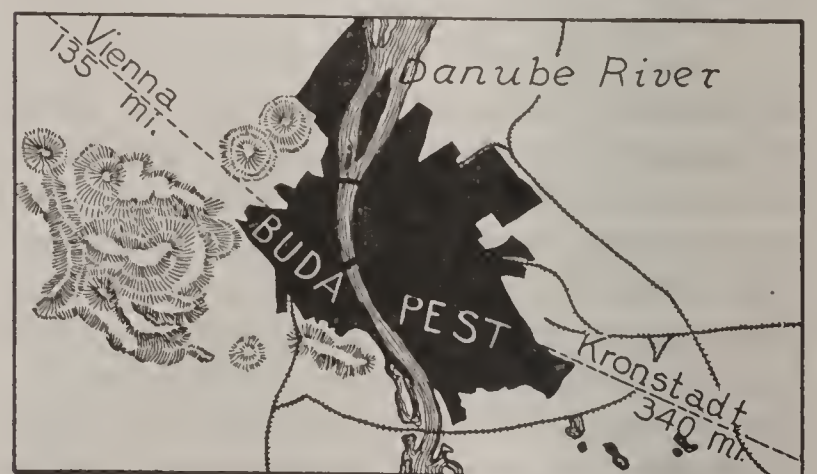 Vienna
135 mi.
Danube River
BUDA
PEST
Kronstadt
340 mi.